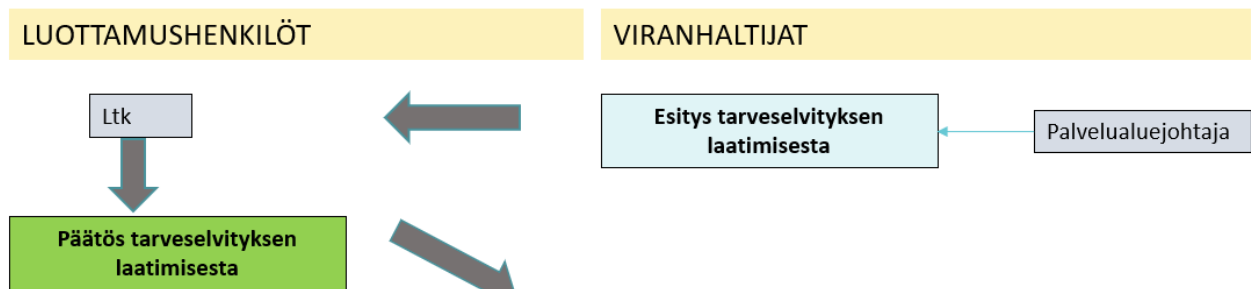 LUOTTAMUSHENKILÖT
VIRANHALTIJAT
Ltk
Esitys tarveselvityksen
laatimisesta
Palvelualuejohtaja
Päätös tarveselvityksen
laatimisesta